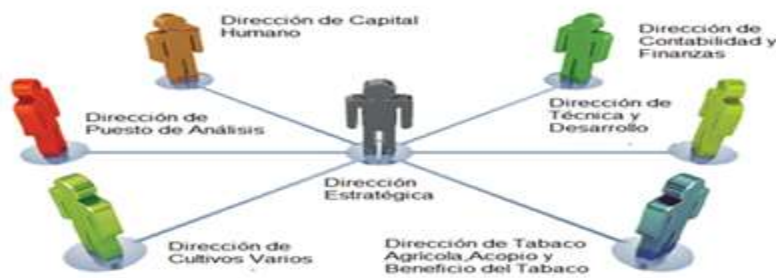 Dirección de Capital
Humano
Dirección de
Contabilidad y
Finanzas
Dirección de
Puesto de Análisis
Dirección de
Técnica y
Desarrollo
Dirección
Estratégica
Dirección de
Cultivos Varios
Dirección de Tabaco
Agrícola,Acopio y
Beneficio del Tabaco